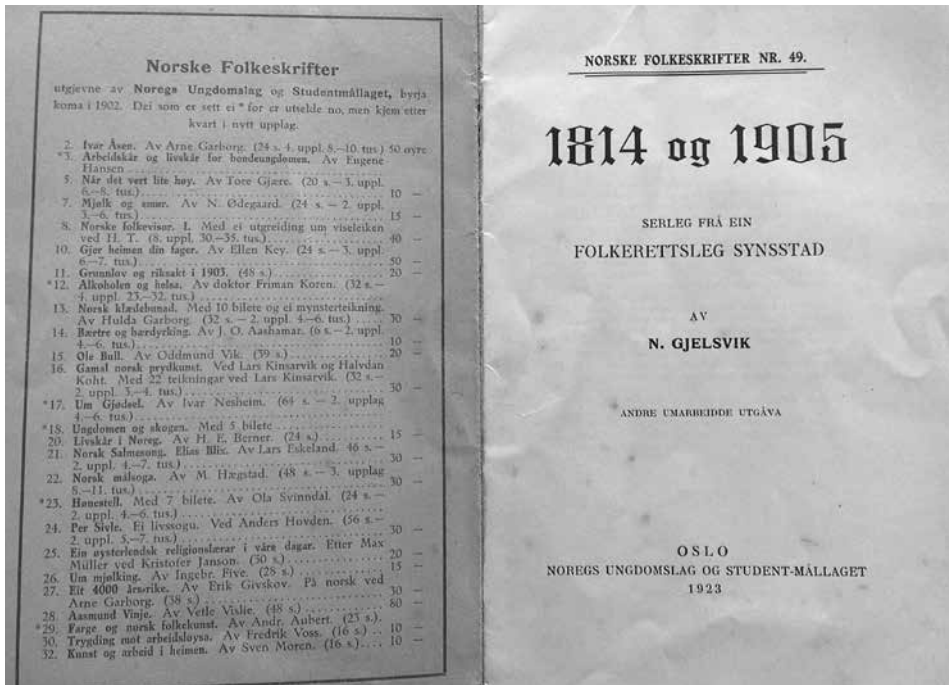 Norske Folkeskrifter
utgjevne av Noregs Ungdomslag og Studentmållaget, byrja
koma i 1902. Dei som er sett ei * for er utselde no, men kjem etter
kvart i nytt upplag.
2. Ivar Åsen. Av Arne Garborg. (24 s. 4. uppl. 8.—10. tus.) 50 øyre
*3. Arbeidskår og livskår for bondeungdomen. Av Eugene
Hansen
5. Når det vert lite høy. Av Tore Gjære. (20 s. — 3. uppl.
6.—8. tus.) 10 —
7. Mjølk og smør. Av N. Ødegaard. (24 s. — 2. uppl.
3.—6. tus.) 15 —
8. Norske folkevisor. I. Med ei utgreiding um viseleiken
ved H. T. (8. uppl. 30.—35. tus.) 40 —
10. Gjer heimen din fager. Av Ellen Key. (24 s. — 3. uppl.
6.—7. tus.) 50 —
11. Grunnlov og riksakt i 1903. (48 s.) 20 —
*12. Alkoholen og helsa. Av doktor Friman Koren. (32 s. —
4. uppl. 23.—32. tus.)
13. Norsk klædebunad. Med 10 bilete og ei mynsterteikning.
Av Hulda Garborg. (32 s. — 2. uppl. 4.—6. tus.) 30 —
14. Bærtre og bærdyrking. Av J. O. Aashamar. (6 s. — 2. uppl.
4.—6. tus.) 10 —
15. Ole Bull. Av Oddmund Vik. (39 s.) 20 —
16. Gamal norsk prydkunst. Ved Lars Kinsarvik og Halvdan
Koht. Med 22 teikningar ved Lars Kinsarvik. (32 s. —
2. uppl. 3.—4. tus.) 30 —
*17. Um Gjødsel. Av Ivar Nesheim. (64 s. — 2. upplag
4.—6. tus.)
*18. Ungdomen og skogen. Med 5 bilete
20. Livskår i Noreg. Av H. E. Berner. (24 s.) 15 —
21. Norsk Salmesong. Elias Blix. Av Lars Eskeland. 46 s. —
2. uppl. 4.—7. tus.) 30 —
22. Norsk målsoga. Av M. Hægstad. (48 s. — 3. upplag
8.—11. tus.) 30 —
*23. Hønestell. Med 7 bilete. Av Ola Svinndal. (24 s. —
2. uppl. 4.—6. tus.)
24. Per Sivle. Ei livssogu. Ved Anders Hovden. (56 s. —
2. uppl. 5.—7. tus.) 30 —
25. Ein øysterlendsk religionslærar i våre dagar. Etter Max
Müller ved Kristofer Janson. (30 s.) 20 —
26. Um mjølking. Av Ingebr. Five. (28 s.) 15 —
27. Eit 4000 årsrike. Av Erik Givskov. På norsk ved
Arne Garborg. (38 s.) 30 —
28. Aasmund Vinje. Av Vetle Vislie. (48 s.) 80 —
*29. Farge og norsk folkekunst. Av Andr. Aubert. (23 s.)
30. Trygding mot arbeidsløysa. Av Fredrik Voss. (16 s.) 10 —
32. Kunst og arbeid i heimen. Av Sven Moren. (16 s.) 10 —
NORSKE FOLKESKRIFTER NR. 49.
1814 og 1905
SERLEG FRÅ EIN
FOLKERETTSLEG SYNSSTAD
AV
N. GJELSVIK
ANDRE UMARBEIDDE UTGÅVA
OSLO
NOREGS UNGDOMSLAG OG STUDENT-MÅLLAGET
1923